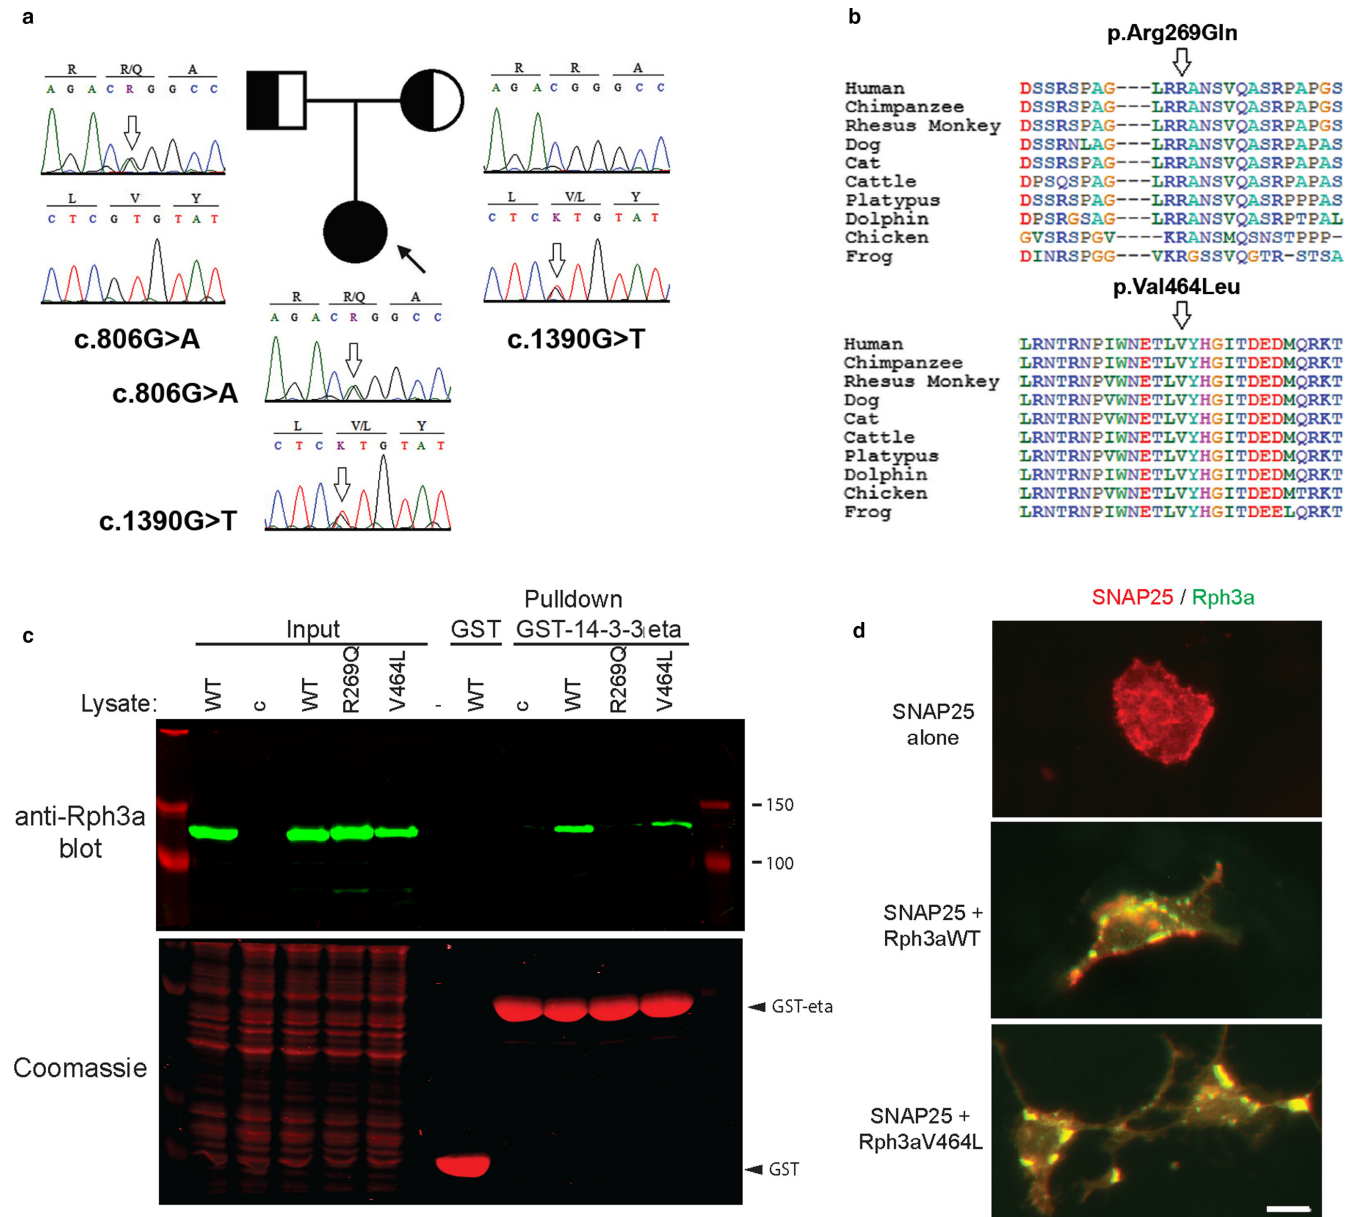 a
R R/Q A
A G A C R G G C C
L V Y
C T C G T G T A T
c.806G>A
R R A
A G A C G G G C C
L V/L Y
C T C K T G T A T
c.1390G>T
R R/Q A
A G A C R G G C C
c.806G>A
L V/L Y
C T C K T G T A T
c.1390G>T
b
p.Arg269Gln
Human DSSRSPAG---LRRANSVQASRPAPGS
Chimpanzee DSSRSPAG---LRRANSVQASRPAPGS
Rhesus Monkey DSSRSPAG---LRRANSVQASRPAPGS
Dog DSSRNLAG---LRRANSVQASRPAPAS
Cat DSSRSPAG---LRRANSVQASRPAPAS
Cattle DPSQSPAG---LRRANSVQASRPAPAS
Platypus DSSRSPAG---LRRANSVQASRPPPAS
Dolphin DPSRGSAG---LRRANSVQASRPTPAL
Chicken GVSRSPGV----KRANSMQSNSTPPP-
Frog DINRSPGG---VKRGSSVQGTR-STSA
p.Val464Leu
Human LRNTRNPIWNETLVYHGITDEDMQRKT
Chimpanzee LRNTRNPVWNETLVYHGITDEDMQRKT
Rhesus Monkey LRNTRNPVWNETLVYHGITDEDMQRKT
Dog LRNTRNPVWNETLVYHGITDEDMQRKT
Cat LRNTRNPVWNETLVYHGITDEDMQRKT
Cattle LRNTRNPVWNETLVYHGITDEDMQRKT
Platypus LRNTRNPIWNETLVYHGITDEDMQRKT
Dolphin LRNTRNPIWNETLVYHGITDEDMQRKT
Chicken LRNTRNPVWNETLVYHGITDEDMTRKT
Frog LRNTRNPIWNETLVYHGITDEELQRKT
c
Pulldown
Input GST GST-14-3-3 eta
Lysate: WT c WT R269Q V464L - WT c WT R269Q V464L
anti-Rph3a
blot
150
100
Coomassie
GST-eta
GST
d
SNAP25 / Rph3a
SNAP25
alone
SNAP25 +
Rph3aWT
SNAP25 +
Rph3aV464L